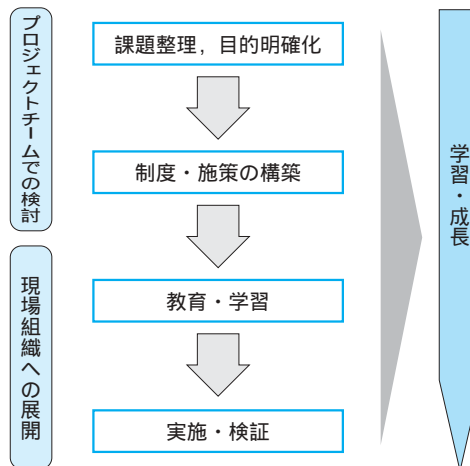 プロジェクトチームでの検討
現場組織への展開
課題整理，目的明確化
制度・施策の構築
教育・学習
実施・検証
学習・成長